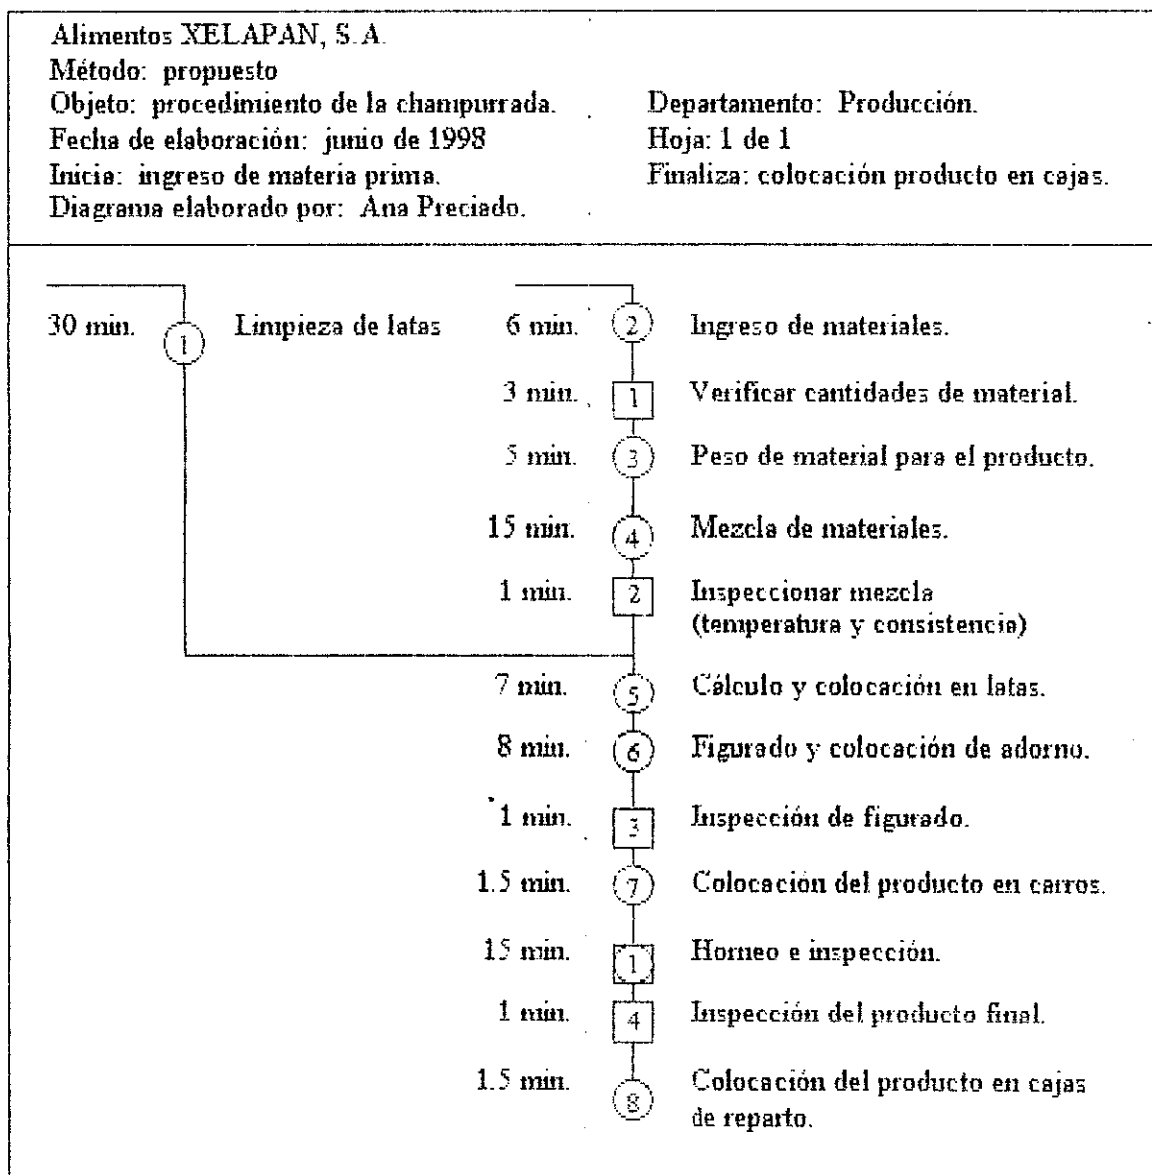 Alimentos XELAPAN, S.A.
Método: propuesto
Objeto: procedimiento de la champurrada.
Departamento: Producción.
Fecha de elaboración: junio de 1998
Hoja: 1 de 1
Inicia: ingreso de materia prima.
Finaliza: colocación producto en cajas.
Diagrama elaborado por: Ana Preciado.
30 min. 1 Limpieza de latas
6 min. 2 Ingreso de materiales.
3 min. 1 Verificar cantidades de material.
5 min. 3 Peso de material para el producto.
15 min. 4 Mezcla de materiales.
1 min. 2 Inspeccionar mezcla
(temperatura y consistencia)
7 min. 5 Cálculo y colocación en latas.
8 min. 6 Figurado y colocación de adorno.
1 min. 3 Inspección de figurado.
1.5 min. 7 Colocación del producto en carros.
15 min. 1 Horneo e inspección.
1 min. 4 Inspección del producto final.
1.5 min. 8 Colocación del producto en cajas
de reparto.